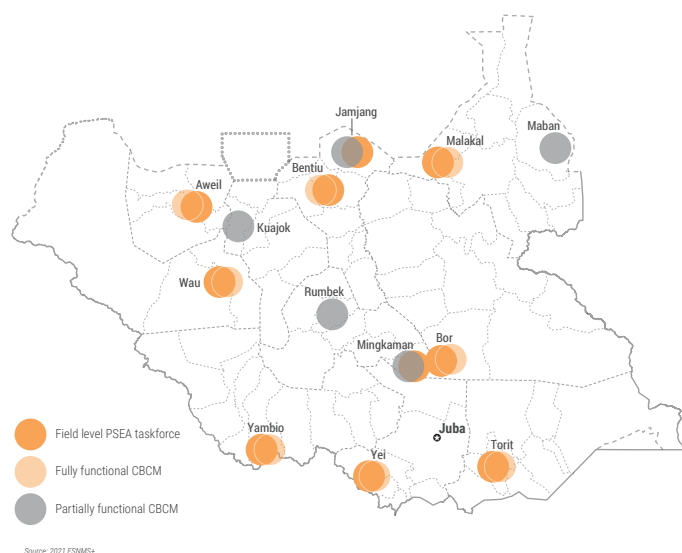 Jamjang
Malakal
Maban
Bentiu
Aweil
Kuajok
Wau
Rumbek
Mingkaman
Bor
Yambio
Juba
Yei
Torit
Field level PSEA taskforce
Fully functional CBCM
Partially functional CBCM
Source: 2021 FSNMS+